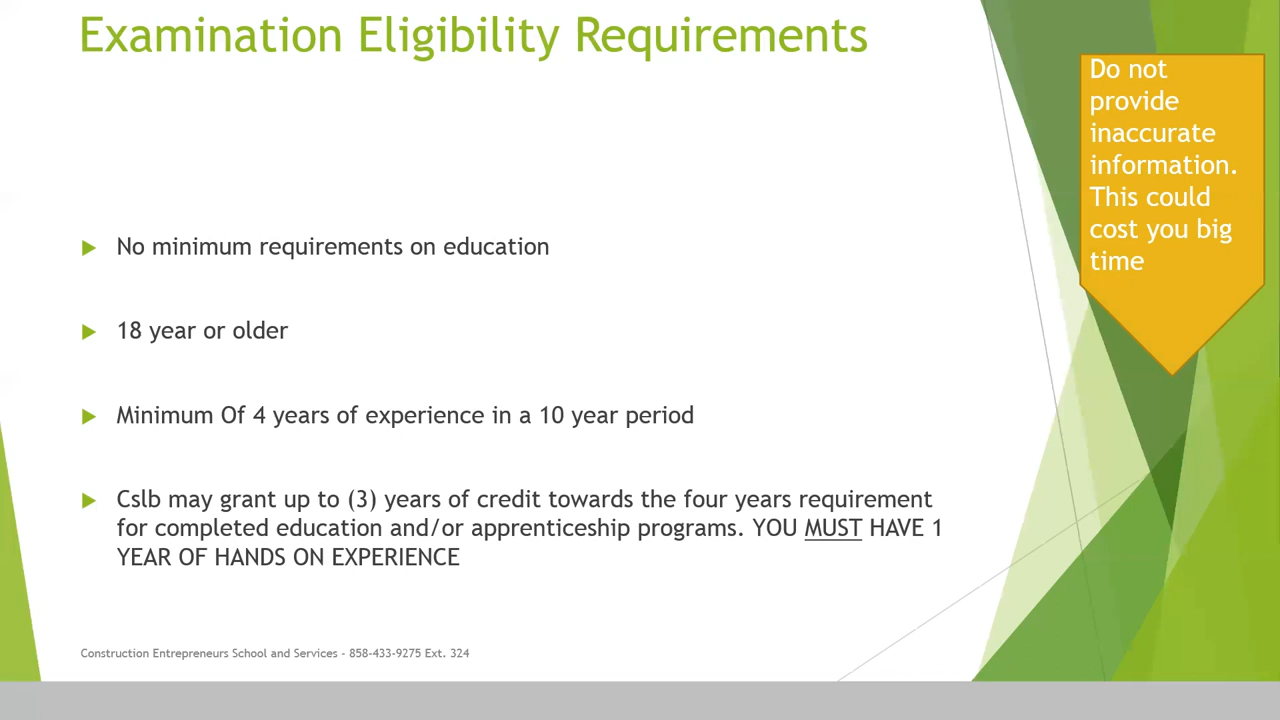 Examination Eligibility Requirements
Do not
provide
inaccurate
information.
This could
cost you big
time
No minimum requirements on education
18 year or older
Minimum Of 4 years of experience in a 10 year period
Cslb may grant up to (3) years of credit towards the four years requirement
for completed education and/or apprenticeship programs. YOU MUST HAVE 1
YEAR OF HANDS ON EXPERIENCE
Construction Entrepreneurs School and Services - 858-433-9275 Ext. 324